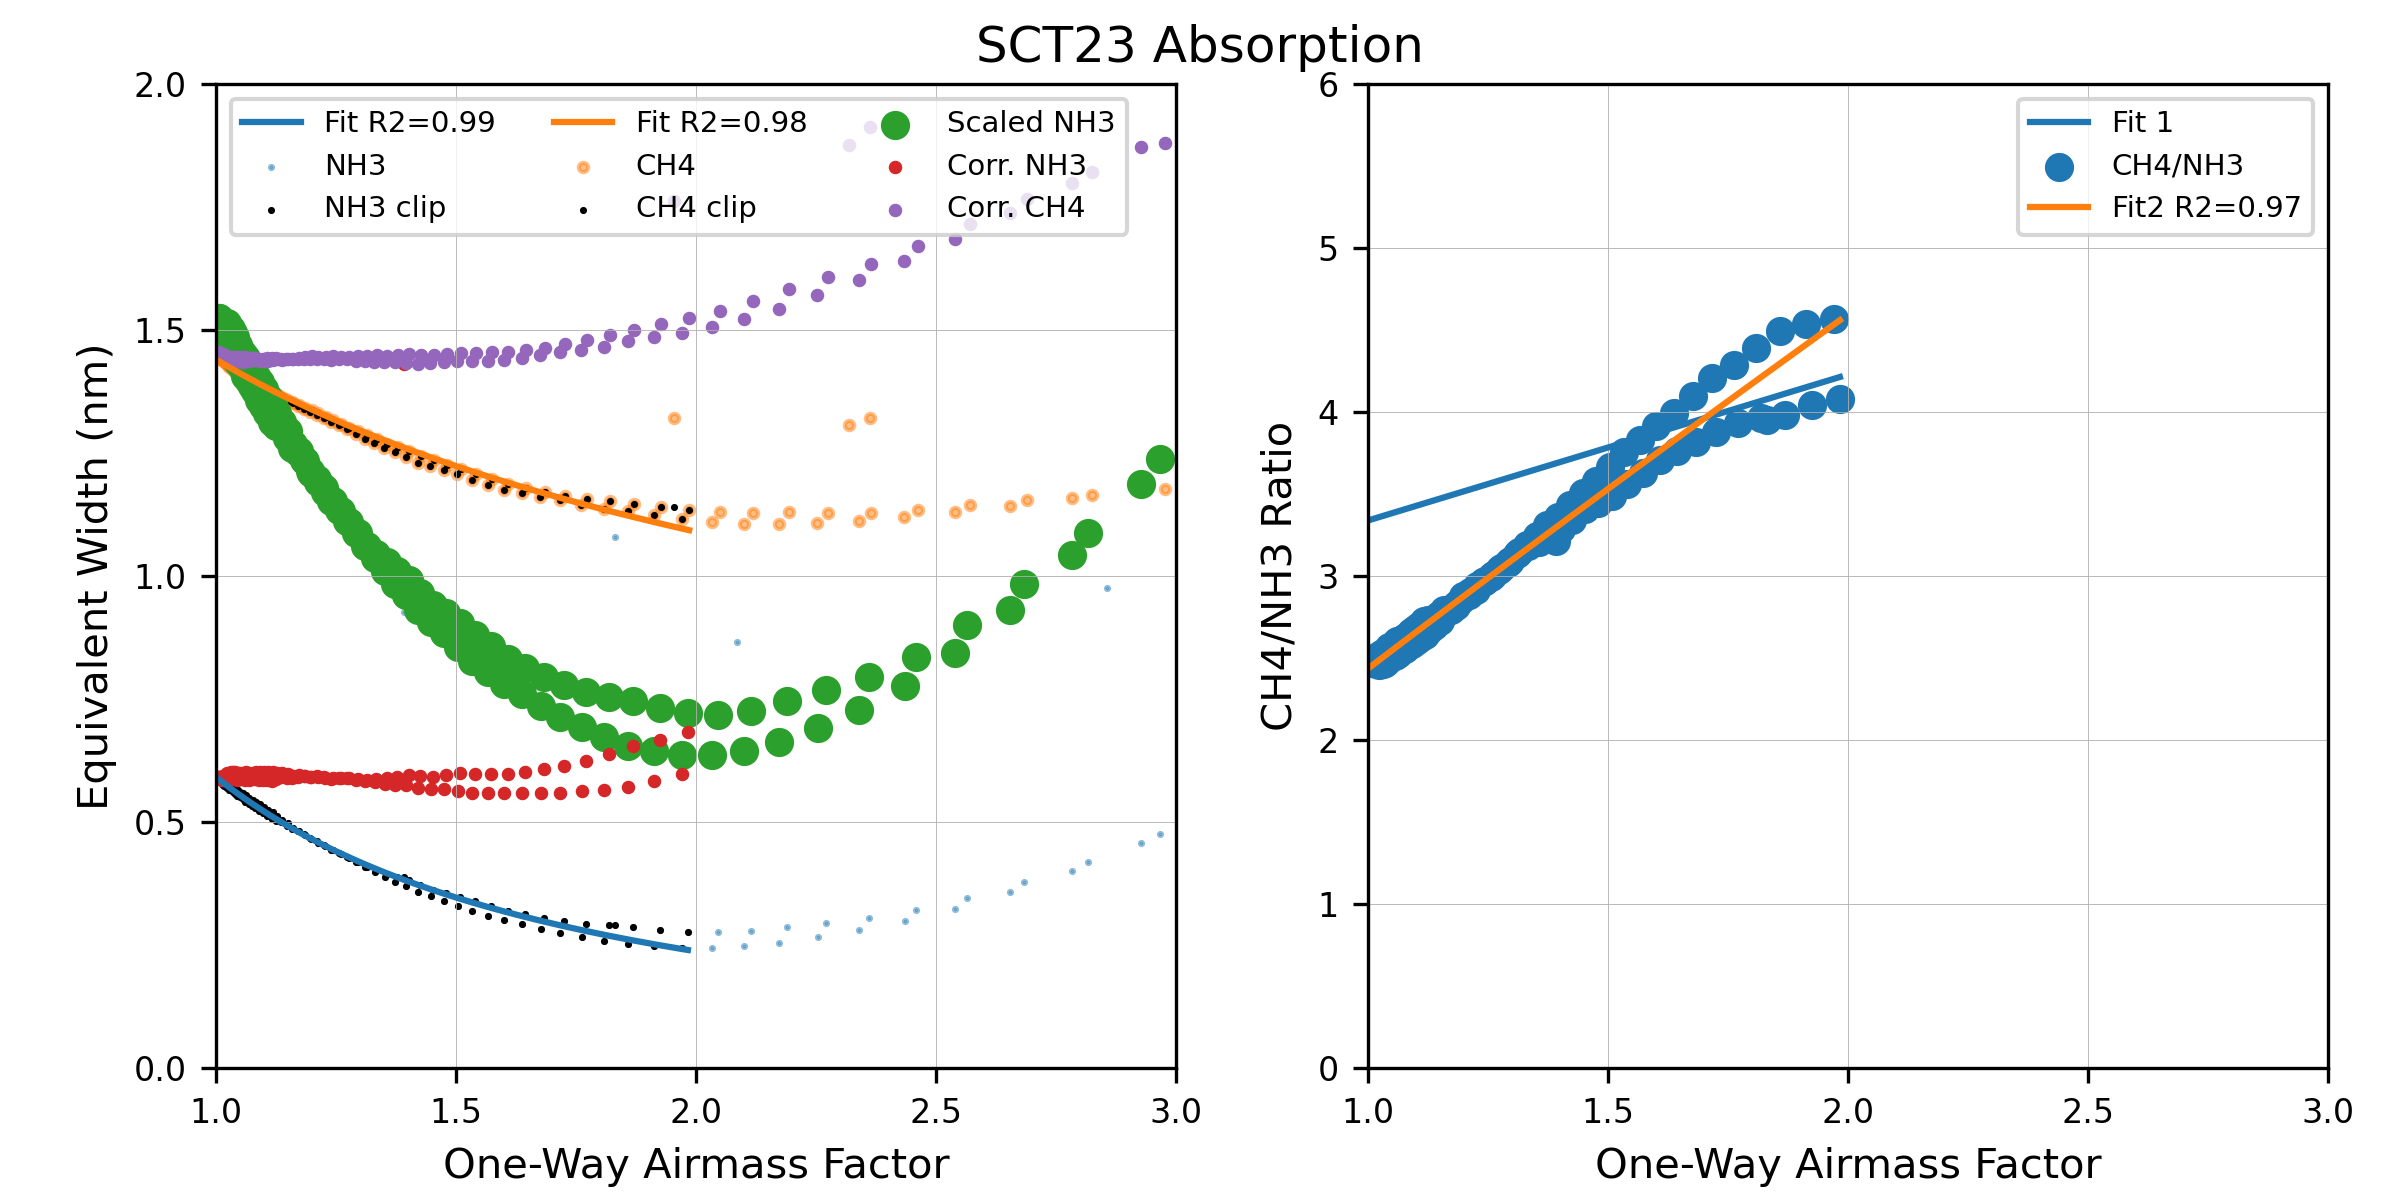 SCT23 Absorption
Equivalent Width (nm)
2.0
1.5
1.0
0.5
0.0
Fit R2=0.99
NH3
NH3 clip
Fit R2=0.98
CH4
CH4 clip
Scaled NH3
Corr. NH3
Corr. CH4
1.0 1.5 2.0 2.5 3.0
One-Way Airmass Factor
CH4/NH3 Ratio
6
5
4
3
2
1
0
Fit 1
CH4/NH3
Fit2 R2=0.97
1.0 1.5 2.0 2.5 3.0
One-Way Airmass Factor